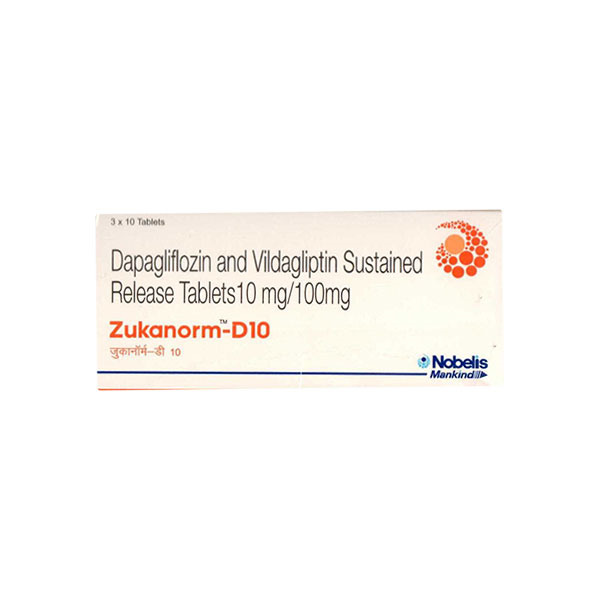 3 x 10 Tablets
Dapagliflozin and Vildagliptin Sustained
Release Tablets10 mg/100mg
Zukanorm™-D10
जुकानॉर्म–डी 10
Nobelis
Mankind